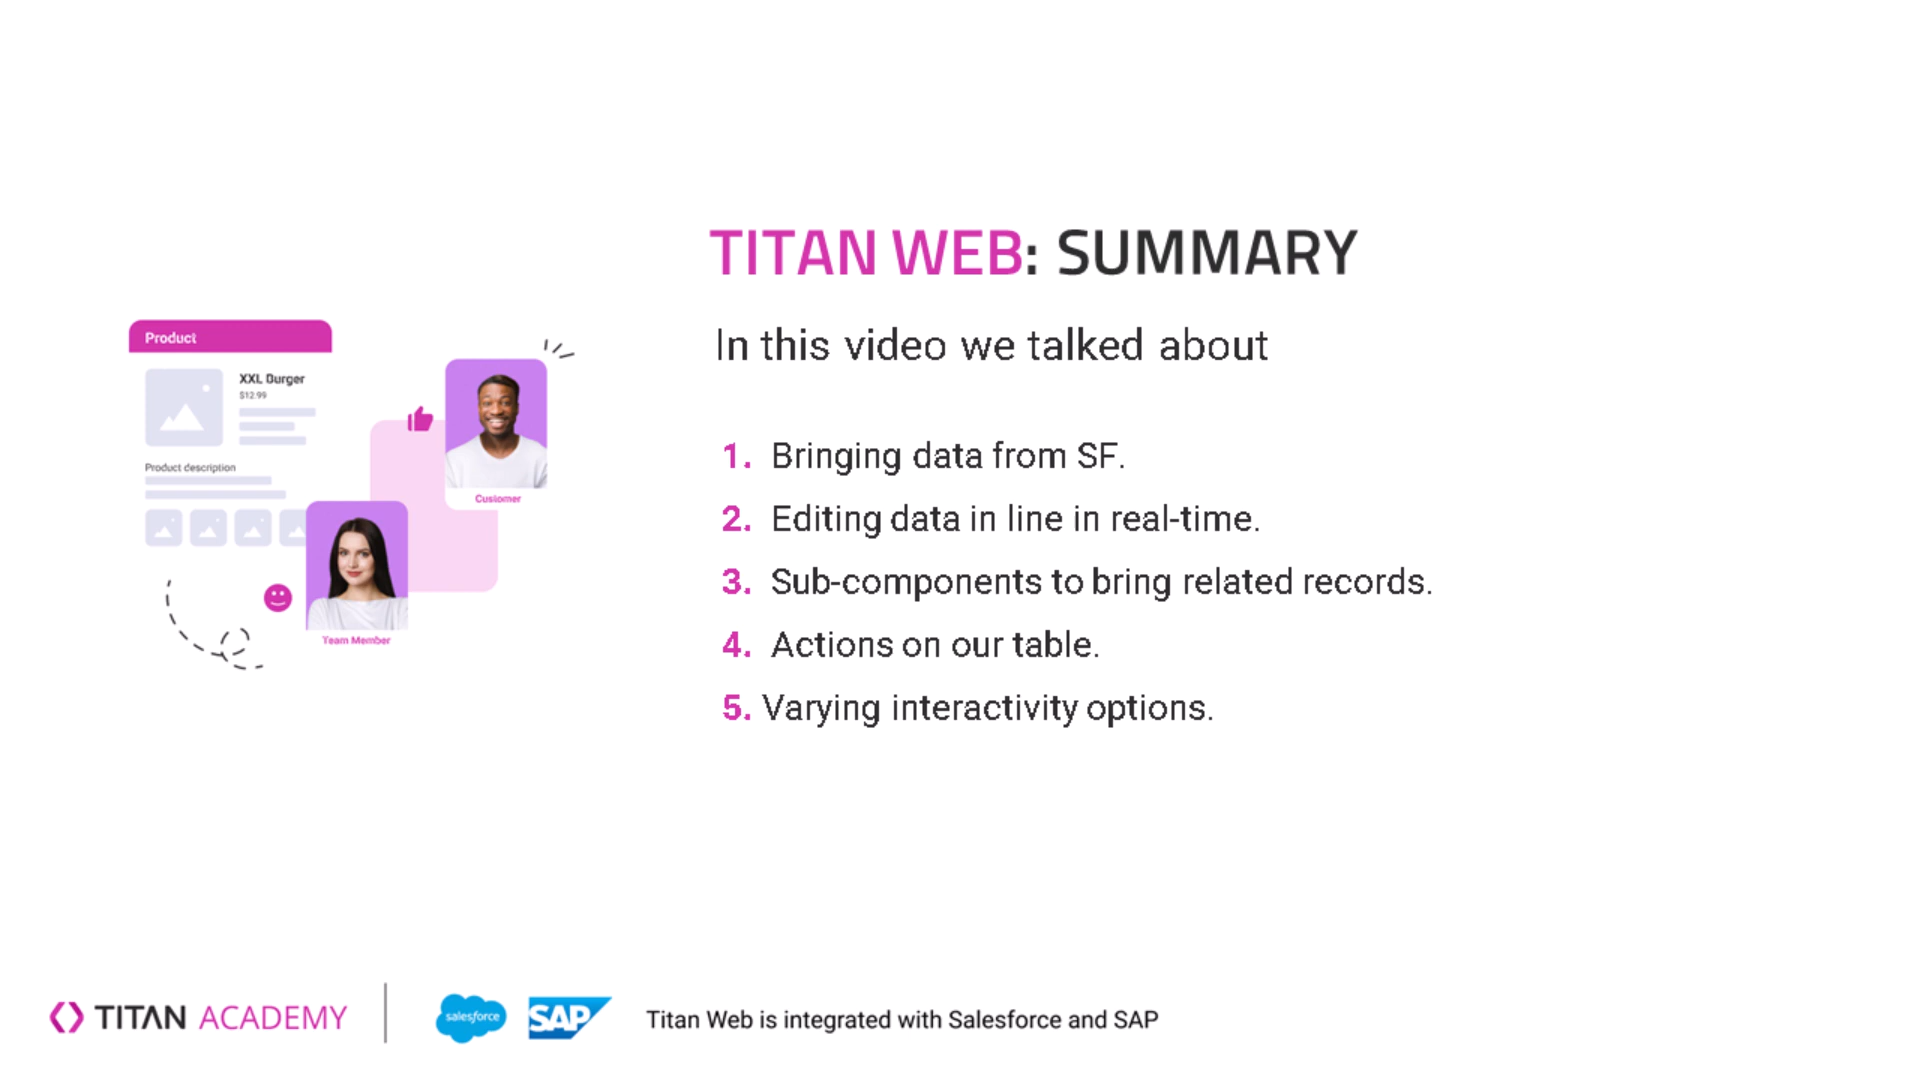 TITAN WEB: SUMMARY
In this video we talked about
1. Bringing data from SF.
2. Editing data in line in real-time.
3. Sub-components to bring related records.
4. Actions on our table.
5. Varying interactivity options.
Product
XXL Burger
$12.99
Product description
Customer
Team Member
TITAN ACADEMY
salesforce
SAP
Titan Web is integrated with Salesforce and SAP